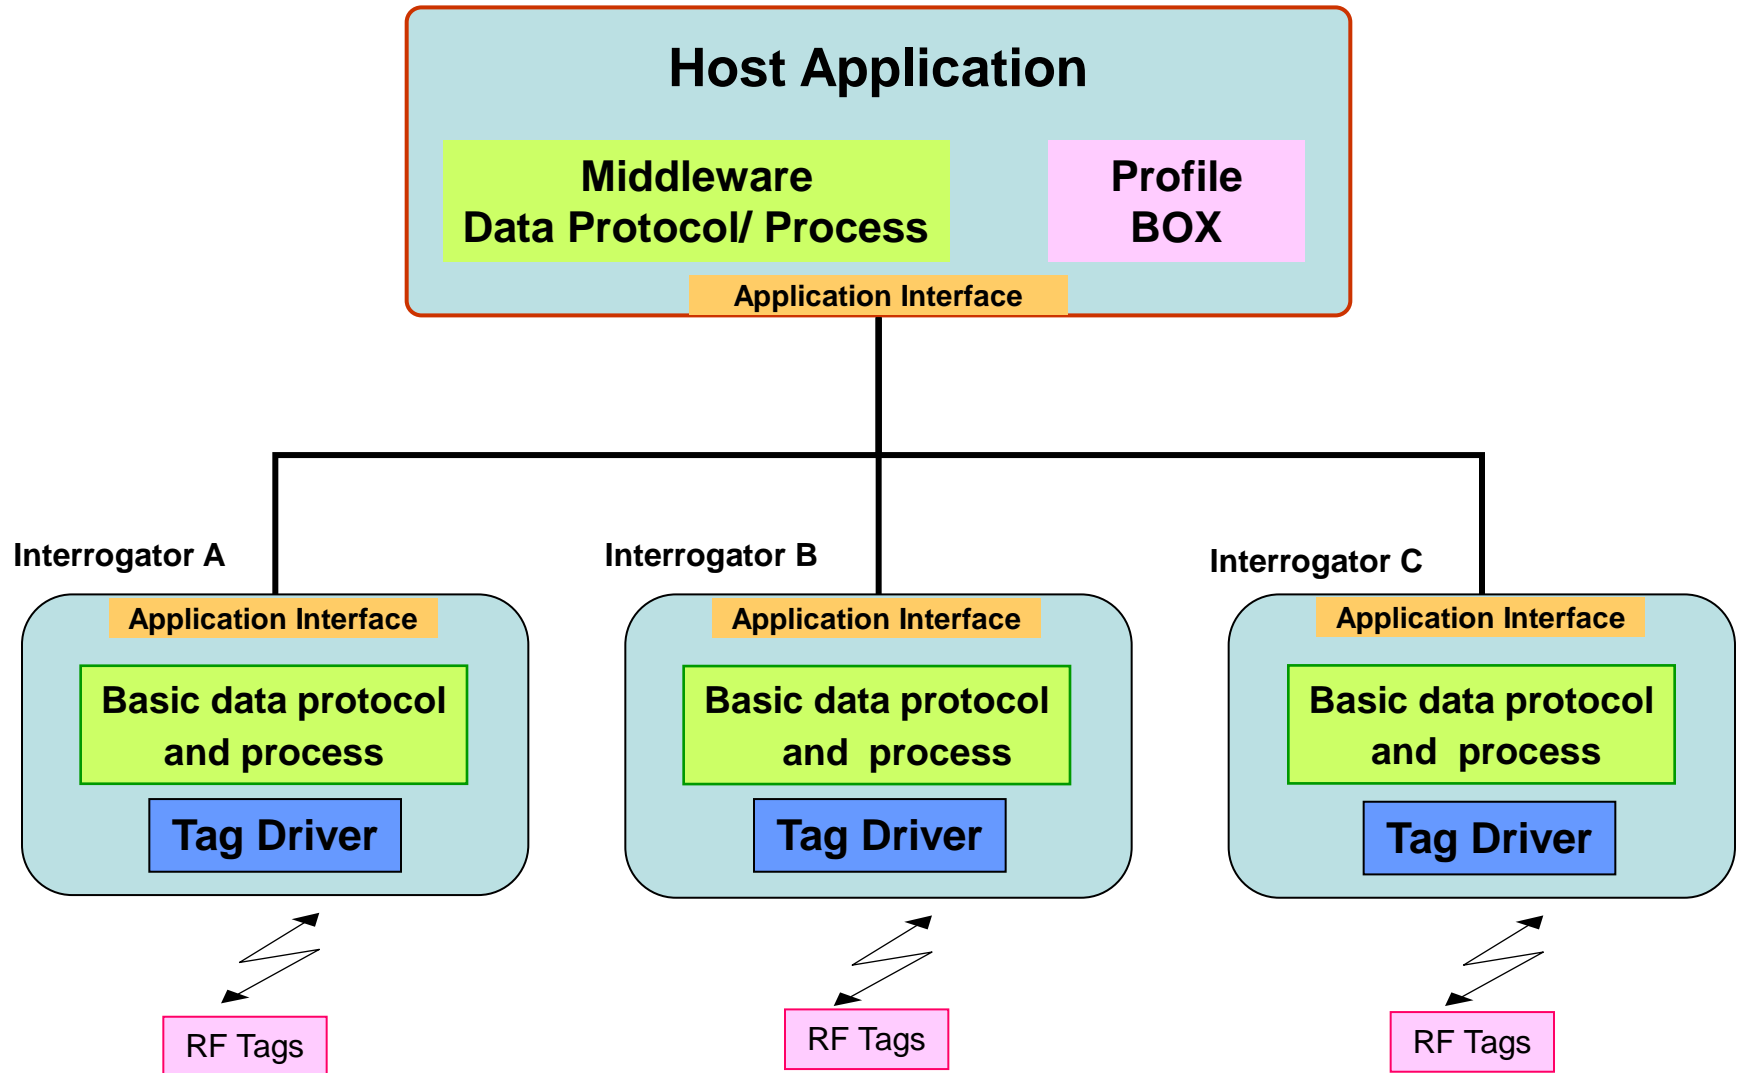 Host Application
Middleware
Data Protocol/ Process
Profile
BOX
Application Interface
Interrogator A
Application Interface
Basic data protocol
and process
Tag Driver
RF Tags
Interrogator B
Application Interface
Basic data protocol
and process
Tag Driver
RF Tags
Interrogator C
Application Interface
Basic data protocol
and process
Tag Driver
RF Tags